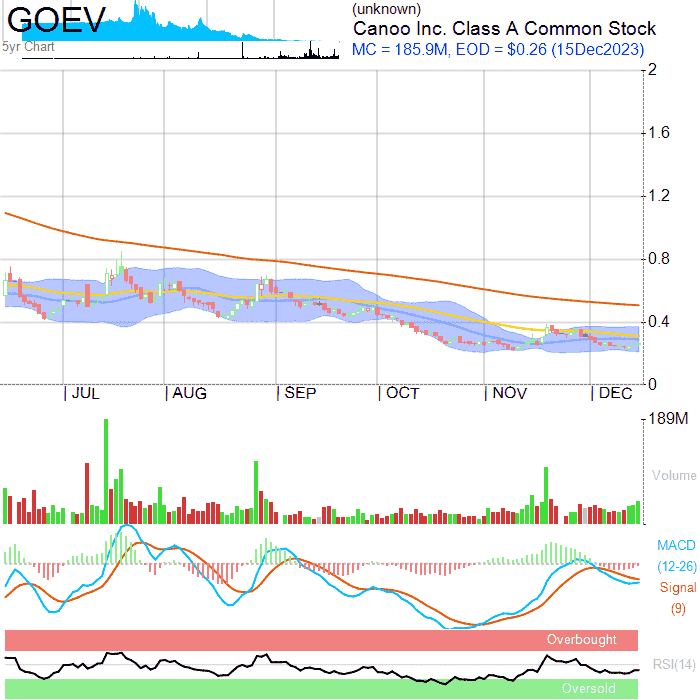 GOEV
(unknown)
Canoo Inc. Class A Common Stock
5yr Chart
MC = 185.9M, EOD = $0.26 (15Dec2023)
2
1.6
1.2
0.8
0.4
0
JUL AUG SEP OCT NOV DEC
189M
Volume
MACD
(12-26)
Signal
(9)
Overbought
RSI(14)
Oversold